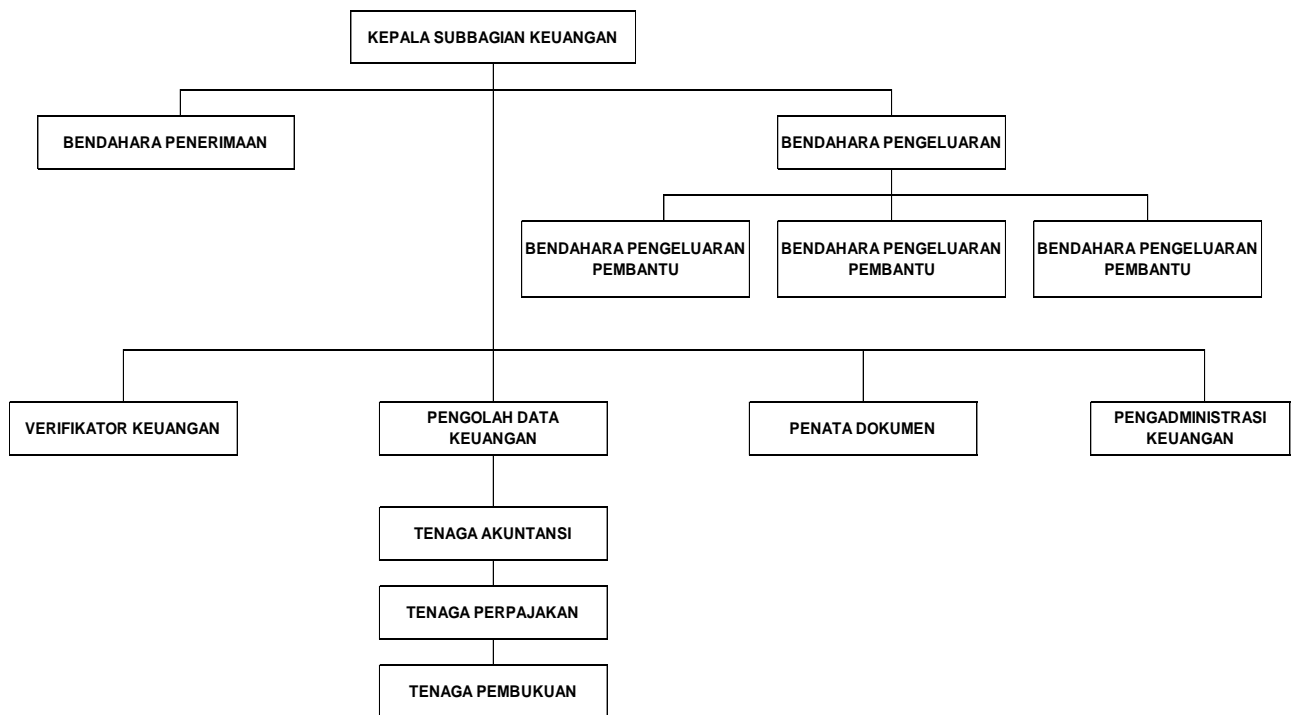 KEPALA SUBBAGIAN KEUANGAN
BENDAHARA PENERIMAAN
BENDAHARA PENGELUARAN
BENDAHARA PENGELUARAN
PEMBANTU
BENDAHARA PENGELUARAN
PEMBANTU
BENDAHARA PENGELUARAN
PEMBANTU
VERIFIKATOR KEUANGAN
PENGOLAH DATA
KEUANGAN
PENATA DOKUMEN
PENGADMINISTRASI
KEUANGAN
TENAGA AKUNTANSI
TENAGA PERPAJAKAN
TENAGA PEMBUKUAN